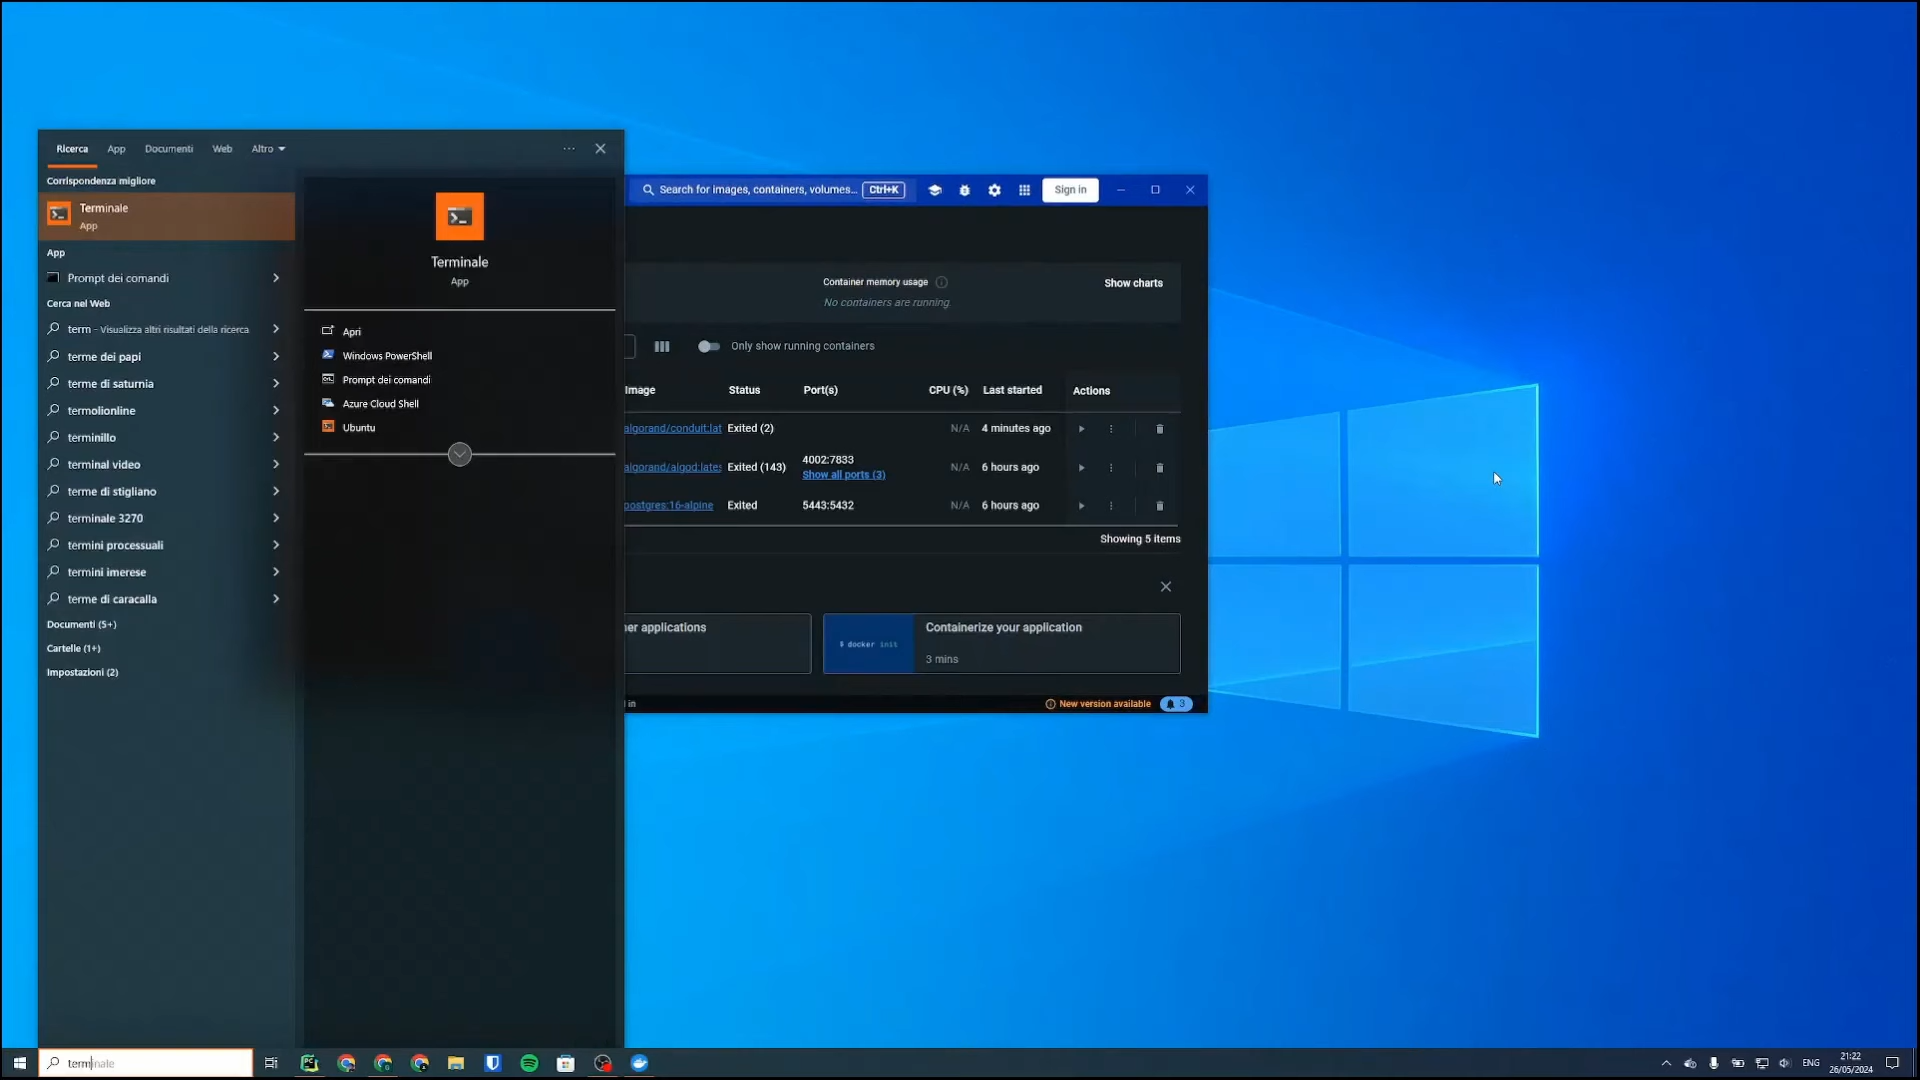 Ricerca App Documenti Web Altro
Corrispondenza migliore
Terminale
App
App
Prompt dei comandi
Cerca nel Web
term - Visualizza altri risultati della ricerca
terme dei papi
terme di saturnia
termolionline
terminillo
terminal video
terme di stigliano
terminale 3270
termini processuali
termini imerese
terme di caracalla
Documenti (5+)
Cartelle (1+)
Impostazioni (2)
Terminale
App
Apri
Windows PowerShell
Prompt dei comandi
Azure Cloud Shell
Ubuntu
Search for images, containers, volumes... Ctrl+K Sign in
Container memory usage Show charts
No containers are running
Only show running containers
Image Status Port(s) CPU (%) Last started Actions
algorand/conduit:lat Exited (2) N/A 4 minutes ago
algorand/algod:lates Exited (143) 4002:7833 N/A 6 hours ago
Show all ports (3)
postgres:16-alpine Exited 5443:5432 N/A 6 hours ago
Showing 5 items
er applications
Containerize your application
$ docker init
3 mins
in
New version available 3
terminale
ENG
21:22
26/05/2024